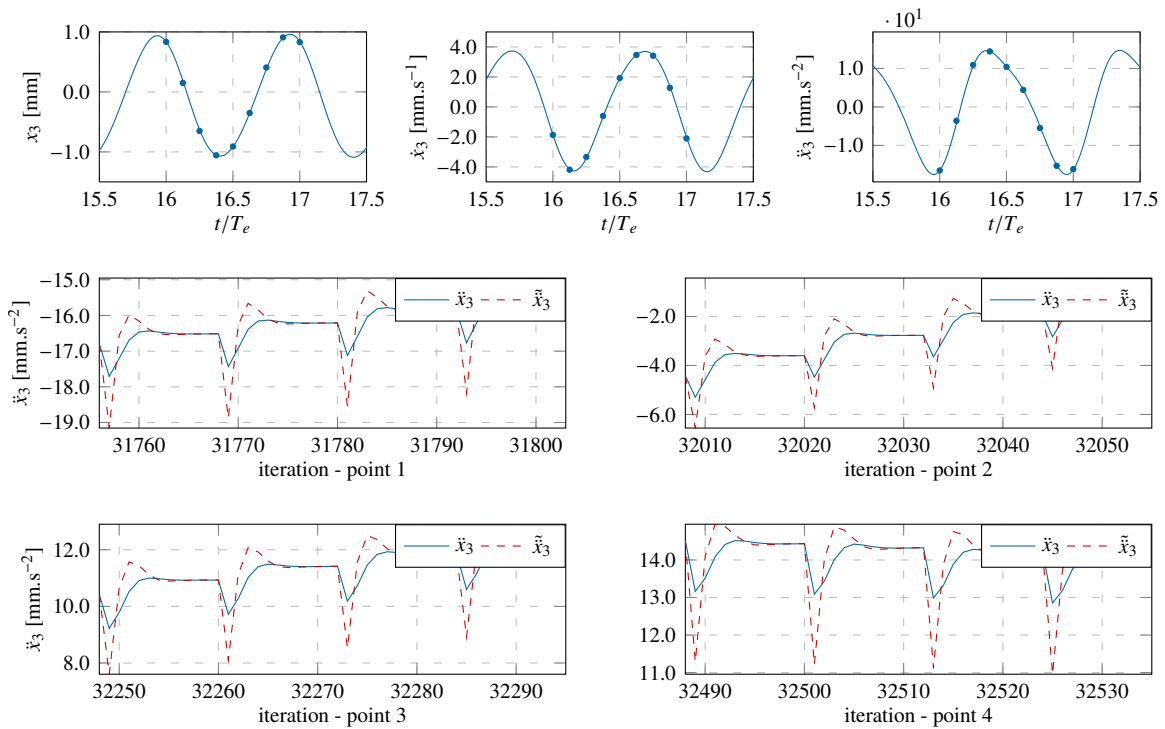 · 10¹
1.0 0.0 −1.0
x₃ [mm]
15.5 16 16.5 17 17.5
t/Tₑ
4.0 2.0 0.0 −2.0 −4.0
ẋ₃ [mm.s⁻¹]
15.5 16 16.5 17 17.5
t/Tₑ
1.0 0.0 −1.0
ẍ₃ [mm.s⁻²]
15.5 16 16.5 17 17.5
t/Tₑ
−15.0 −16.0 −17.0 −18.0 −19.0
ẍ₃ [mm.s⁻²]
ẍ₃ ẍ̃₃
31760 31770 31780 31790 31800
iteration - point 1
−2.0 −4.0 −6.0
ẍ₃ ẍ̃₃
32010 32020 32030 32040 32050
iteration - point 2
12.0 10.0 8.0
ẍ₃ [mm.s⁻²]
ẍ₃ ẍ̃₃
32250 32260 32270 32280 32290
iteration - point 3
14.0 13.0 12.0 11.0
ẍ₃ ẍ̃₃
32490 32500 32510 32520 32530
iteration - point 4